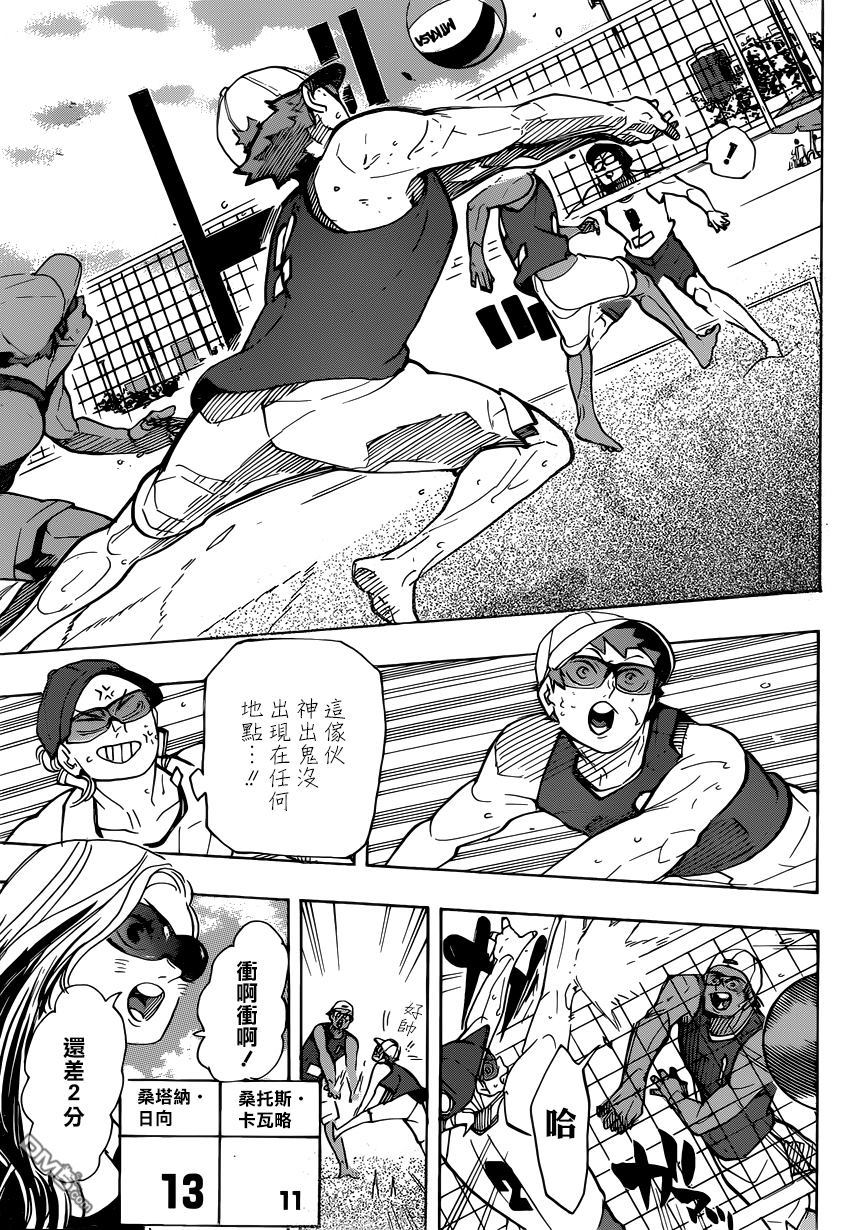 MIKASA
!
這傢伙
神出鬼沒
出現在任何
地點…!!
哈
好帥!!
衝啊衝啊!
還差2分
桑塔納・
日向
桑托斯・
卡瓦略
13
11